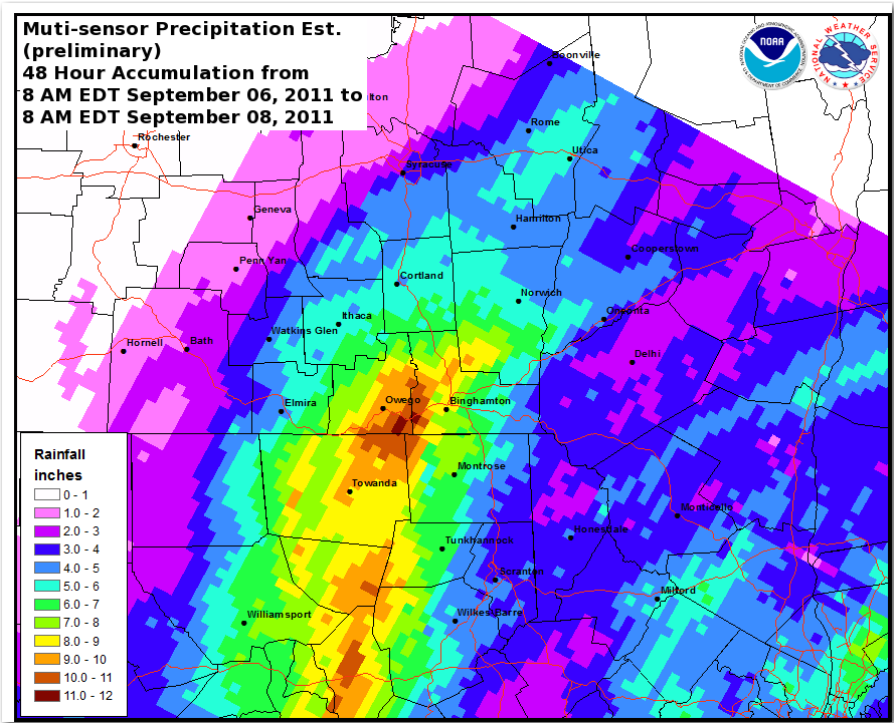 Muti-sensor Precipitation Est.
(preliminary)
48 Hour Accumulation from
8 AM EDT September 06, 2011 to
8 AM EDT September 08, 2011
NOAA
NATIONAL WEATHER SERVICE
Boonville
Rochester
Rome
Utica
Syracuse
Geneva
Hamilton
Cooperstown
Penn Yan
Cortland
Norwich
Ithaca
Oneonta
Watkins Glen
Hornell
Bath
Delhi
Elmira
Owego
Binghamton
Montrose
Towanda
Monticello
Honesdale
Tunkhannock
Scranton
Milford
Williamsport
Wilkes-Barre
Rainfall
inches
0 - 1
1.0 - 2
2.0 - 3
3.0 - 4
4.0 - 5
5.0 - 6
6.0 - 7
7.0 - 8
8.0 - 9
9.0 - 10
10.0 - 11
11.0 - 12